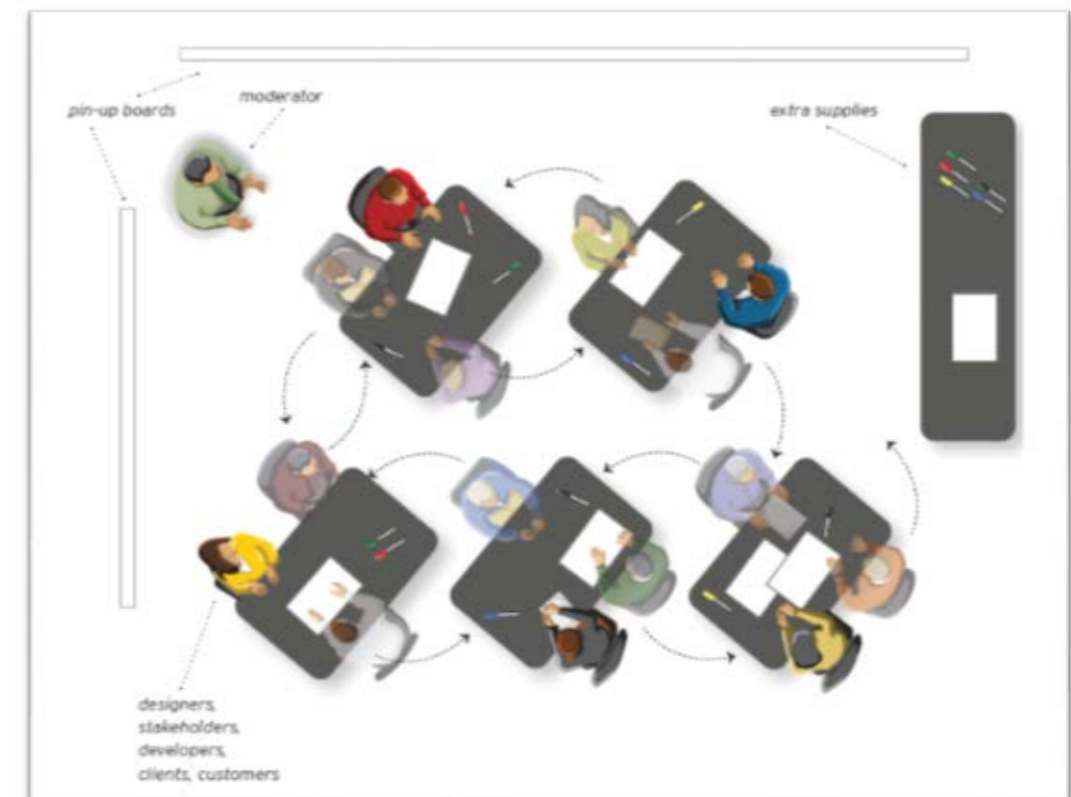 pin-up boards
moderator
extra supplies
designers,
stakeholders,
developers,
clients, customers